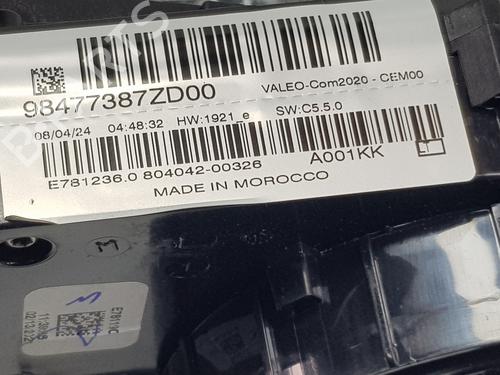 98477387ZD00
VALEO-Com2020 - CEM00
08/04/24 04:48:32 HW:1921_e SW:C5.5.0
E781236.0 804042-00326
A001KK
MADE IN MOROCCO
M